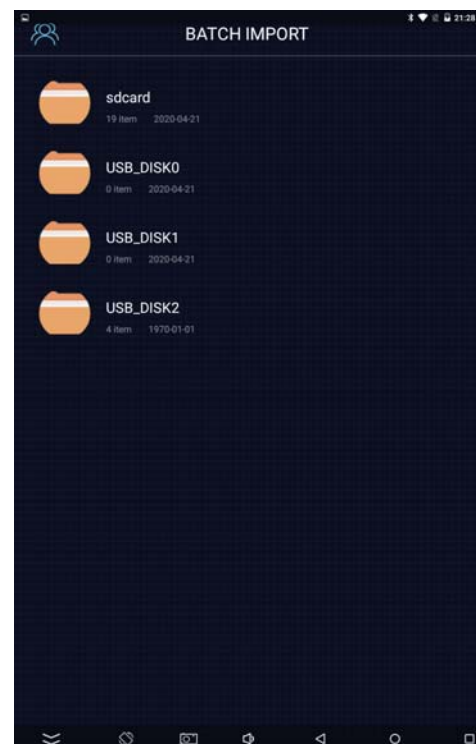 21:28
BATCH IMPORT
sdcard
19 item 2020-04-21
USB_DISK0
0 item 2020-04-21
USB_DISK1
0 item 2020-04-21
USB_DISK2
4 item 1970-01-01